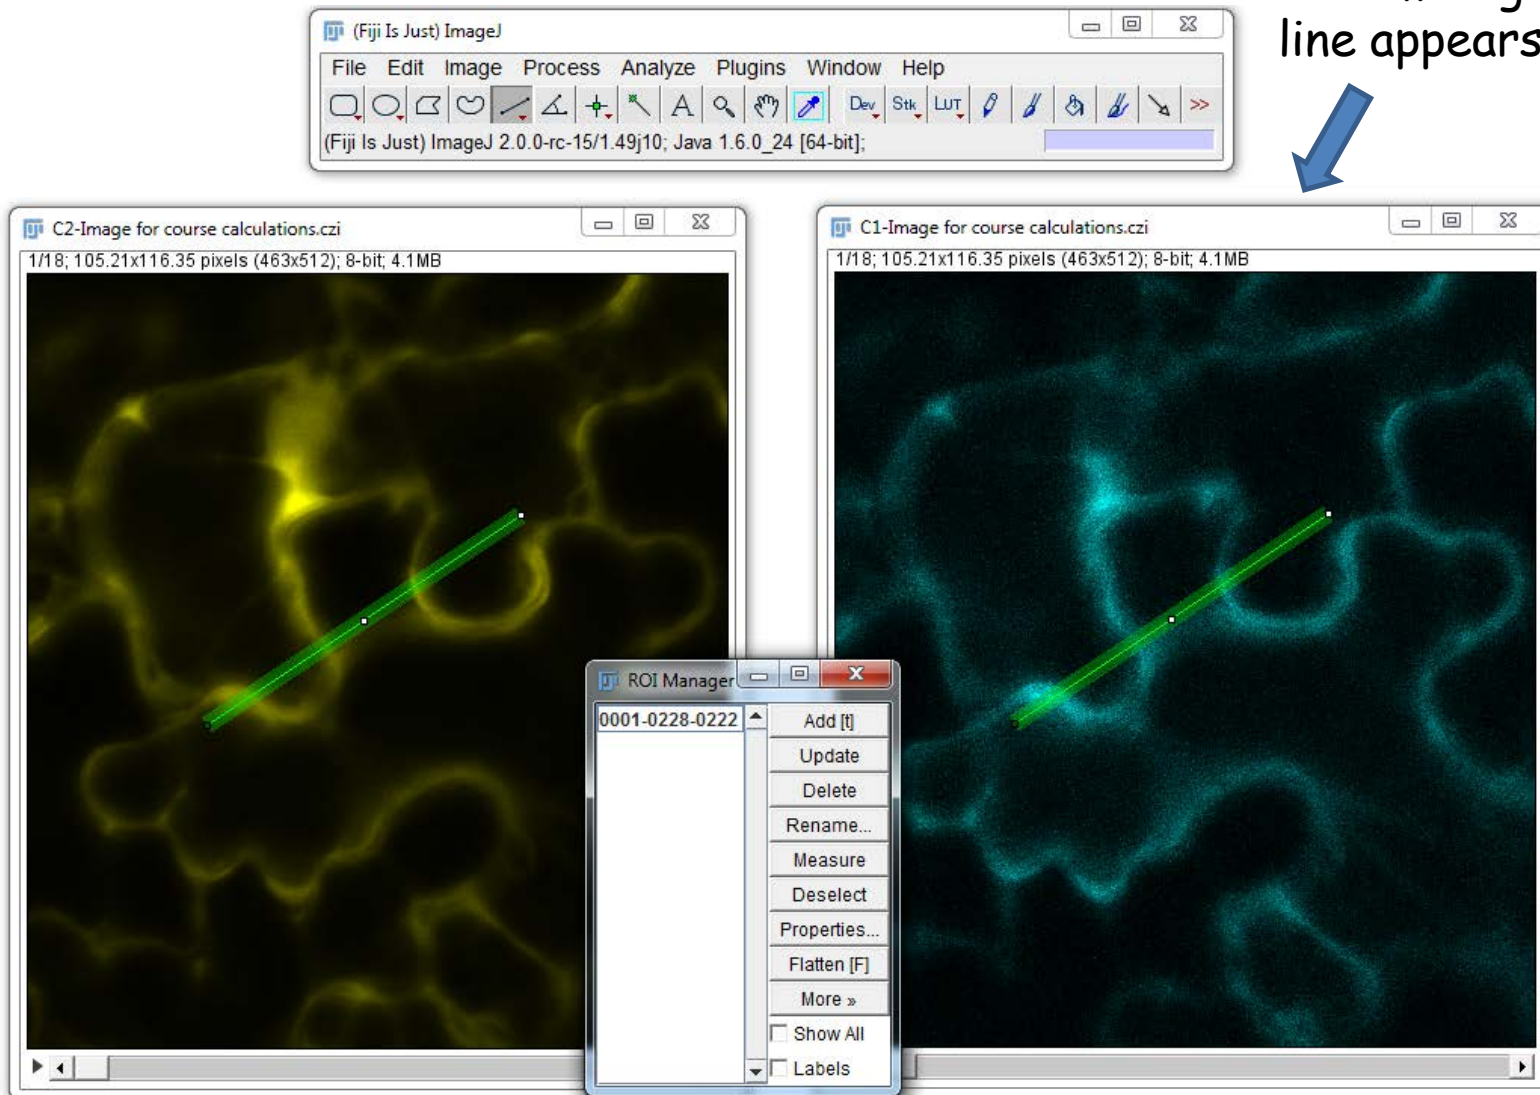 line appears
(Fiji Is Just) ImageJ
File Edit Image Process Analyze Plugins Window Help
A Dev Stk LUT >>
(Fiji Is Just) ImageJ 2.0.0-rc-15/1.49j10; Java 1.6.0_24 [64-bit];
C2-Image for course calculations.czi
1/18; 105.21x116.35 pixels (463x512); 8-bit; 4.1MB
C1-Image for course calculations.czi
1/18; 105.21x116.35 pixels (463x512); 8-bit; 4.1MB
ROI Manager
0001-0228-0222
Add [t]
Update
Delete
Rename...
Measure
Deselect
Properties...
Flatten [F]
More »
Show All
Labels